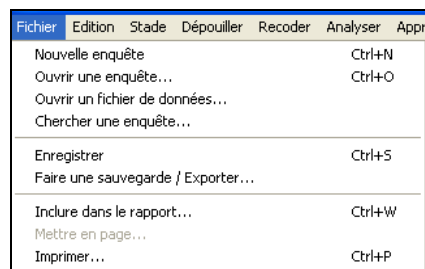 Fichier Edition Stade Dépouiller Recoder Analyser
Nouvelle enquête Ctrl+N
Ouvrir une enquête... Ctrl+O
Ouvrir un fichier de données...
Chercher une enquête...
Enregistrer Ctrl+S
Faire une sauvegarde / Exporter...
Inclure dans le rapport... Ctrl+W
Mettre en page...
Imprimer... Ctrl+P